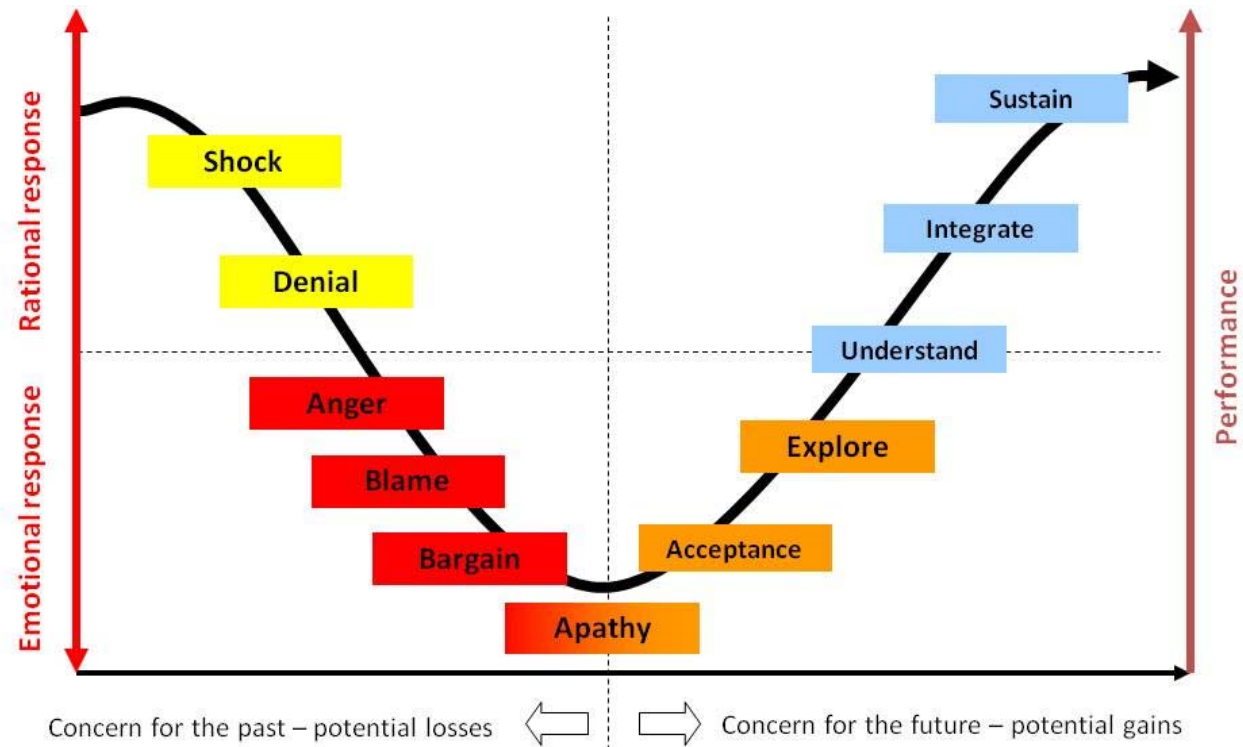 Rational response
Emotional response
Shock
Denial
Anger
Blame
Bargain
Apathy
Acceptance
Explore
Understand
Integrate
Sustain
Performance
Concern for the past – potential losses
Concern for the future – potential gains